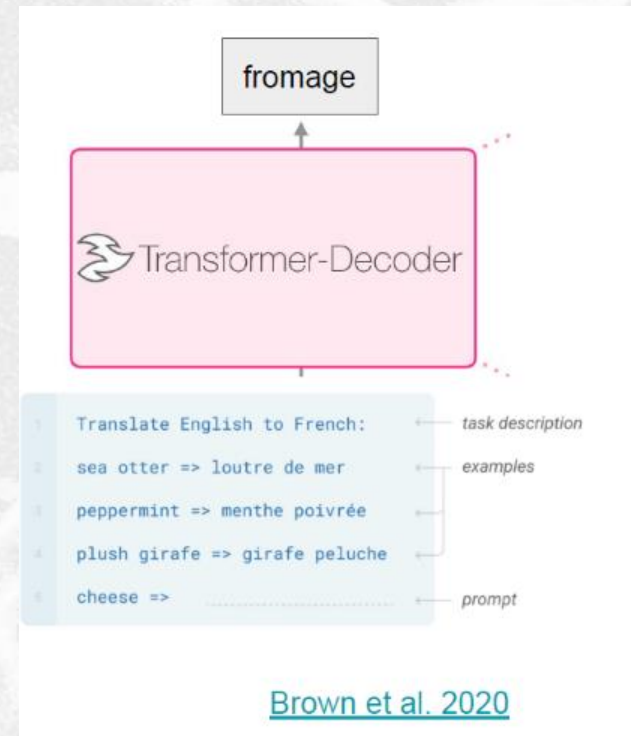 fromage
Transformer-Decoder
1 Translate English to French: task description
2 sea otter => loutre de mer examples
3 peppermint => menthe poivrée
4 plush girafe => girafe peluche
5 cheese => prompt
Brown et al. 2020